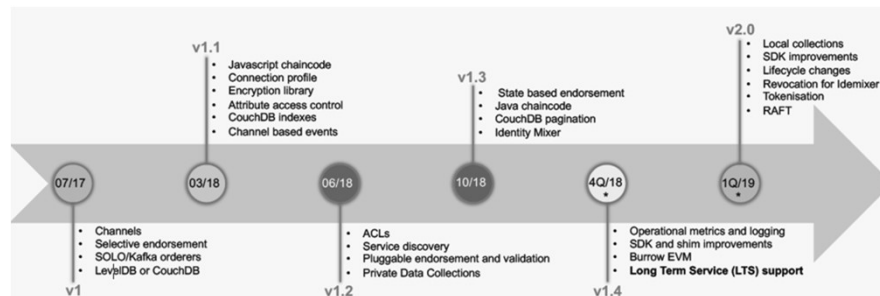 v1.1
Javascript chaincode
Connection profile
Encryption library
Attribute access control
CouchDB indexes
Channel based events
v1.3
State based endorsement
Java chaincode
CouchDB pagination
Identity Mixer
v2.0
Local collections
SDK improvements
Lifecycle changes
Revocation for Idemixer
Tokenisation
RAFT
07/17
03/18
06/18
10/18
4Q/18
*
1Q/19
*
Channels
Selective endorsement
SOLO/Kafka orderers
LevelDB or CouchDB
v1
ACLs
Service discovery
Pluggable endorsement and validation
Private Data Collections
v1.2
Operational metrics and logging
SDK and shim improvements
Burrow EVM
Long Term Service (LTS) support
v1.4